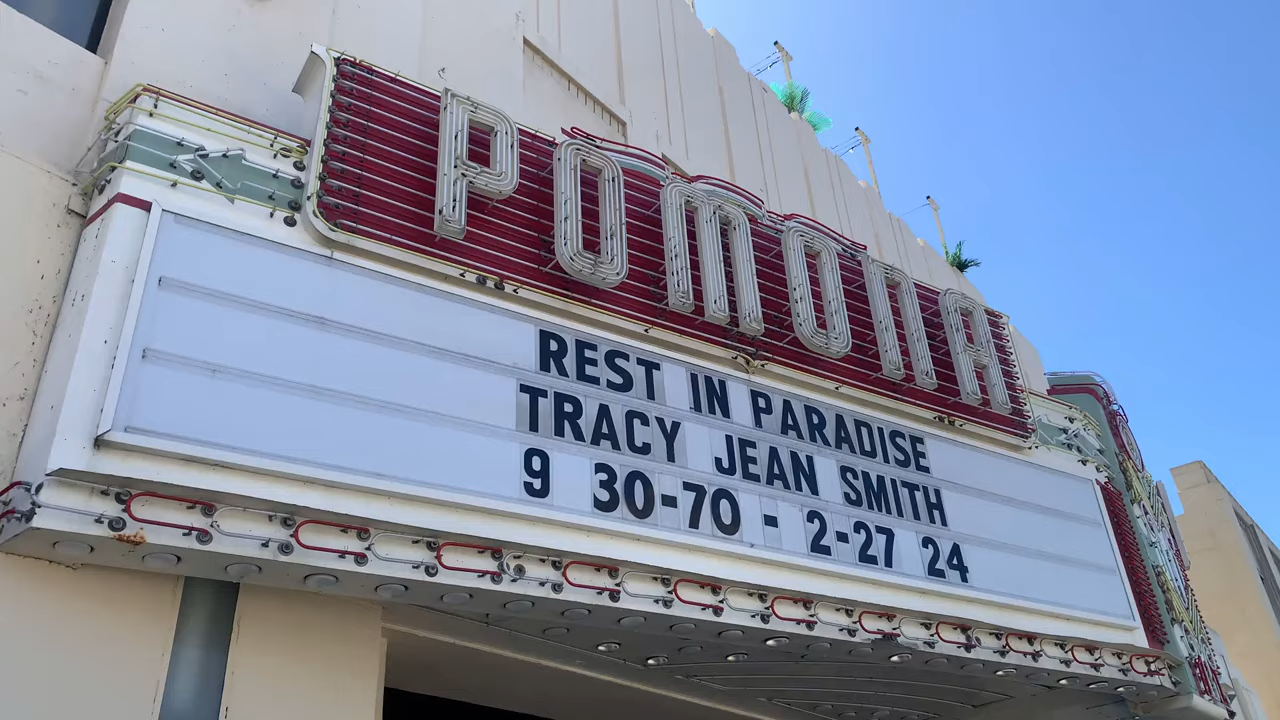 POMONA
REST IN PARADISE
TRACY JEAN SMITH
9 30-70 - 2-27 24